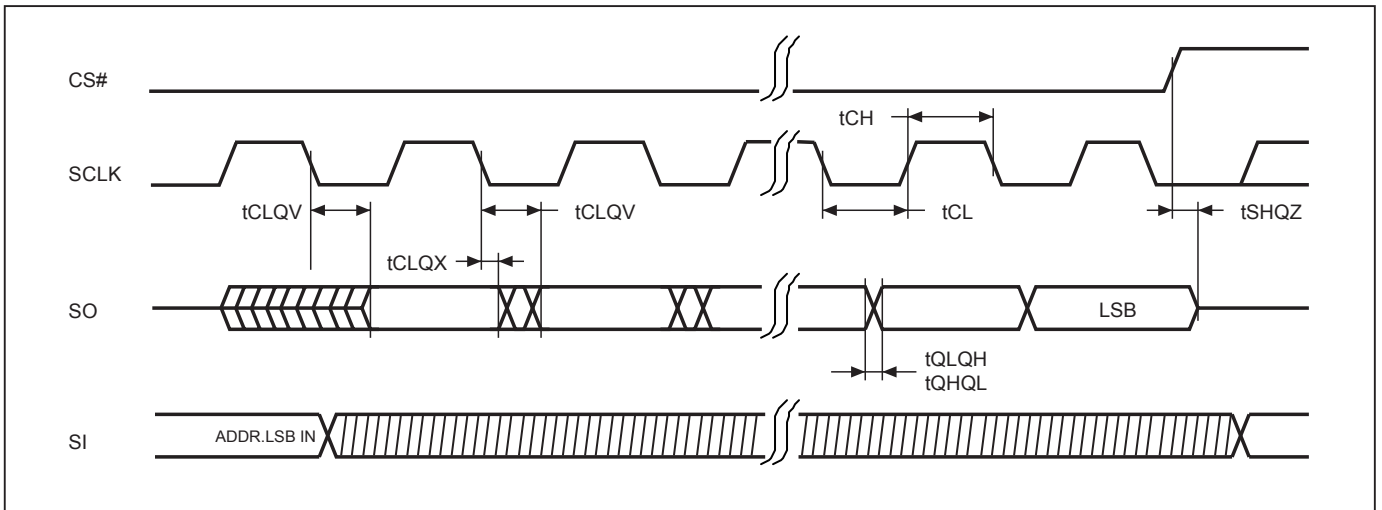 CS#
tCH
SCLK
tCLQV
tCLQV
tCL
tSHQZ
tCLQX
SO
LSB
tQLQH
tQHQL
SI
ADDR.LSB IN